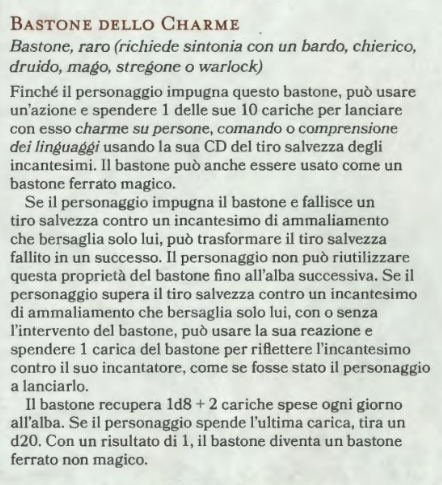 BASTONE DELLO CHARME
Bastone, raro (richiede sintonia con un bardo, chierico,
druido, mago, stregone o warlock)
Finché il personaggio impugna questo bastone, può usare
un'azione e spendere 1 delle sue 10 cariche per lanciare
con esso charme su persone, comando o comprensione
dei linguaggi usando la sua CD del tiro salvezza degli
incantesimi. Il bastone può anche essere usato come un
bastone ferrato magico.
Se il personaggio impugna il bastone e fallisce un
tiro salvezza contro un incantesimo di ammaliamento
che bersaglia solo lui, può trasformare il tiro salvezza
fallito in un successo. Il personaggio non può riutilizzare
questa proprietà del bastone fino all'alba successiva. Se il
personaggio supera il tiro salvezza contro un incantesimo
di ammaliamento che bersaglia solo lui, con o senza
l'intervento del bastone, può usare la sua reazione e
spendere 1 carica del bastone per riflettere l'incantesimo
contro il suo incantatore, come se fosse stato il personaggio
a lanciarlo.
Il bastone recupera 1d8 + 2 cariche spese ogni giorno
all'alba. Se il personaggio spende l'ultima carica, tira un
d20. Con un risultato di 1, il bastone diventa un bastone
ferrato non magico.